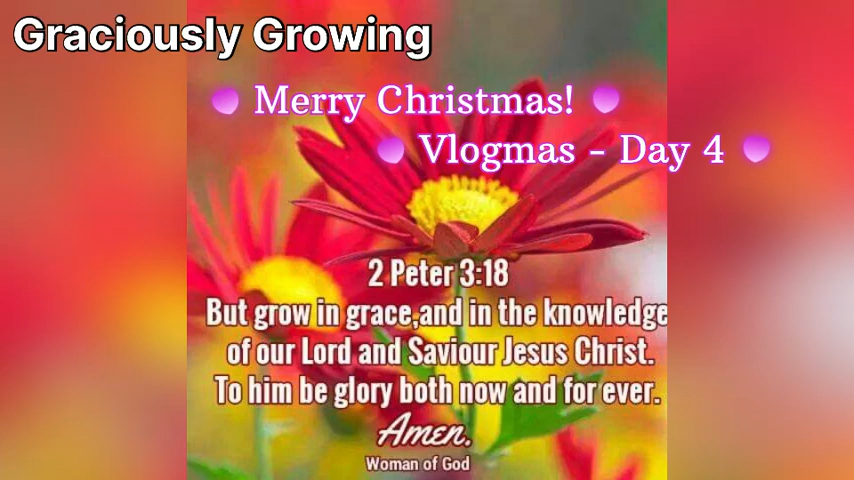 Graciously Growing
Merry Christmas!
Vlogmas - Day 4
2 Peter 3:18
But grow in grace,and in the knowledge
of our Lord and Saviour Jesus Christ.
To him be glory both now and for ever.
Amen.
Woman of God